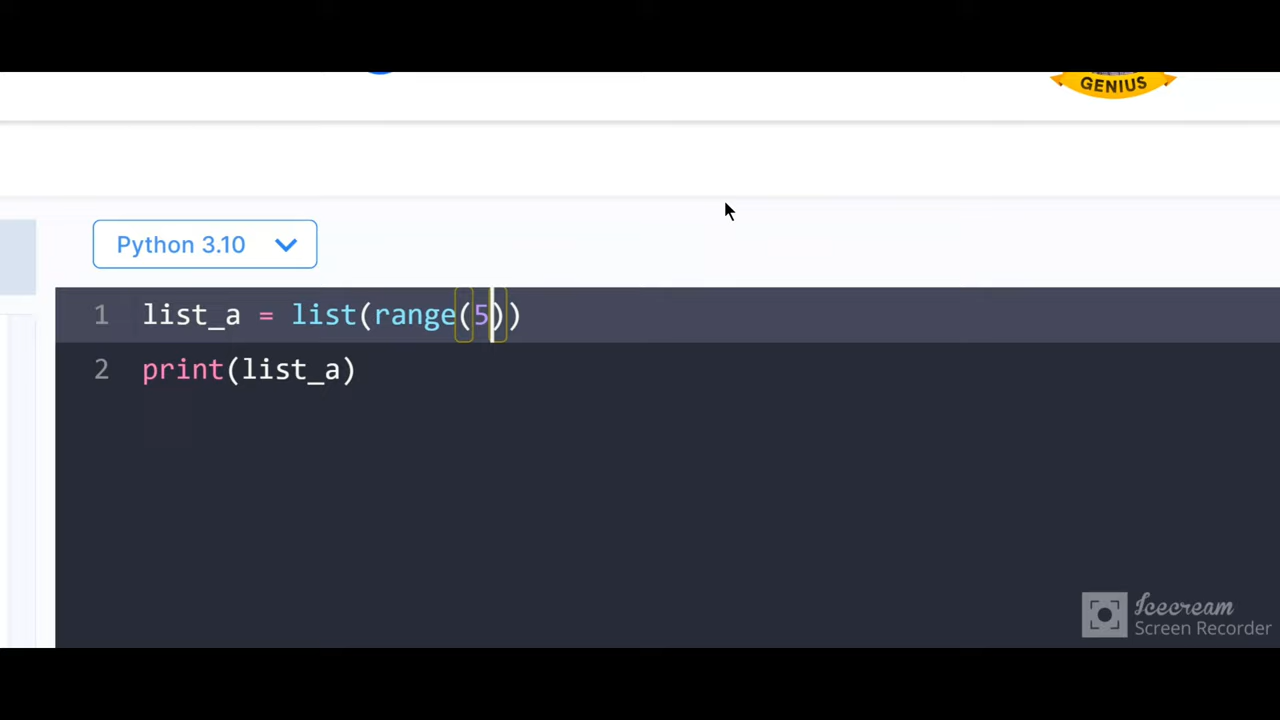 GENIUS
Python 3.10
1 list_a = list(range(5))
2 print(list_a)
Icecream
Screen Recorder